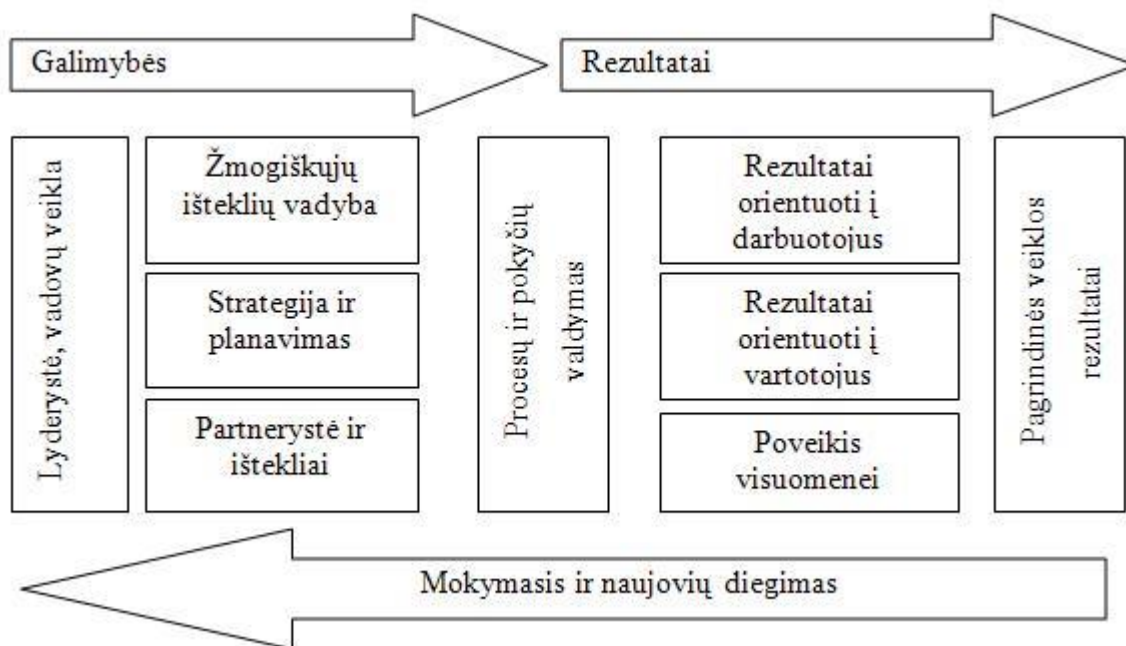 Galimybės
Rezultatai
Lyderystė, vadovų veikla
Žmogiškųjų
išteklių vadyba
Strategija ir
planavimas
Partnerystė ir
ištekliai
Procesų ir pokyčių
valdymas
Rezultatai
orientuoti į
darbuotojus
Rezultatai
orientuoti į
vartotojus
Poveikis
visuomenei
Pagrindinės veiklos
rezultatai
Mokymasis ir naujovių diegimas